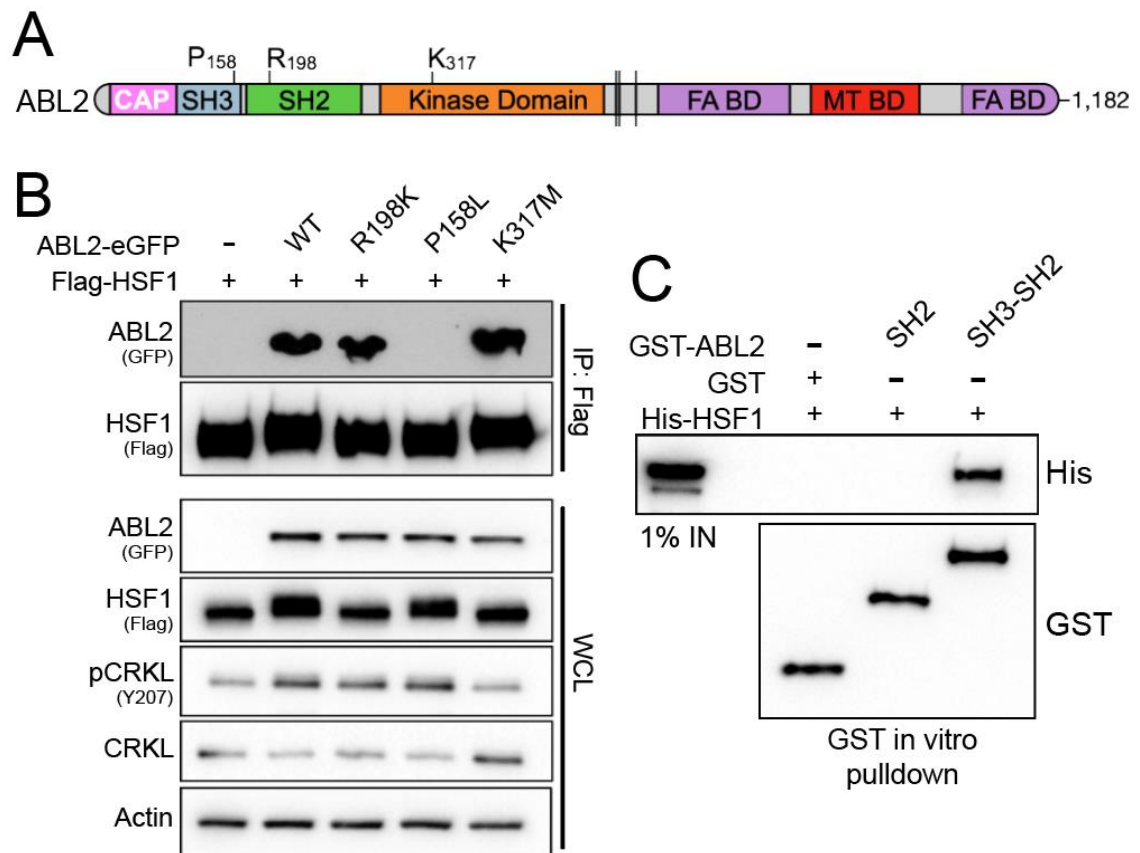 A
P158 R198 K317
ABL2 CAP SH3 SH2 Kinase Domain FA BD MT BD FA BD 1,182
B
ABL2-eGFP - WT R198K P158L K317M
Flag-HSF1 + + + + +
ABL2
(GFP)
HSF1
(Flag)
IP: Flag
ABL2
(GFP)
HSF1
(Flag)
pCRKL
(Y207)
CRKL
Actin
WCL
C
GST-ABL2 - SH2 SH3-SH2
GST + - -
His-HSF1 + + +
His
1% IN
GST
GST in vitro
pulldown